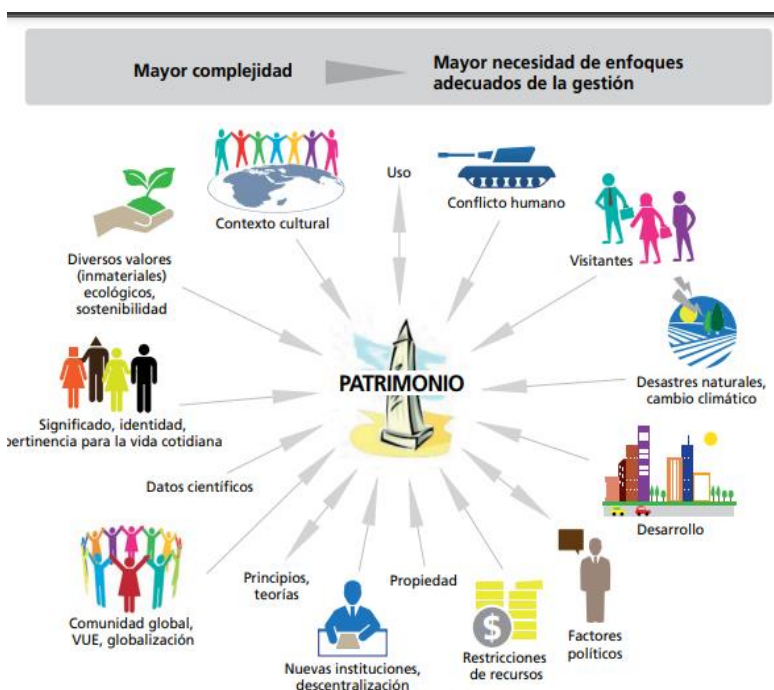 Mayor complejidad
Mayor necesidad de enfoques
adecuados de la gestión
Contexto cultural
Uso
Conflicto humano
Visitantes
Diversos valores
(inmateriales)
ecológicos,
sostenibilidad
PATRIMONIO
Desastres naturales,
cambio climático
Significado, identidad,
pertinencia para la vida cotidiana
Datos científicos
Desarrollo
Comunidad global,
VUE, globalización
Principios,
teorías
Nuevas instituciones,
descentralización
Propiedad
$
Restricciones
de recursos
Factores
políticos